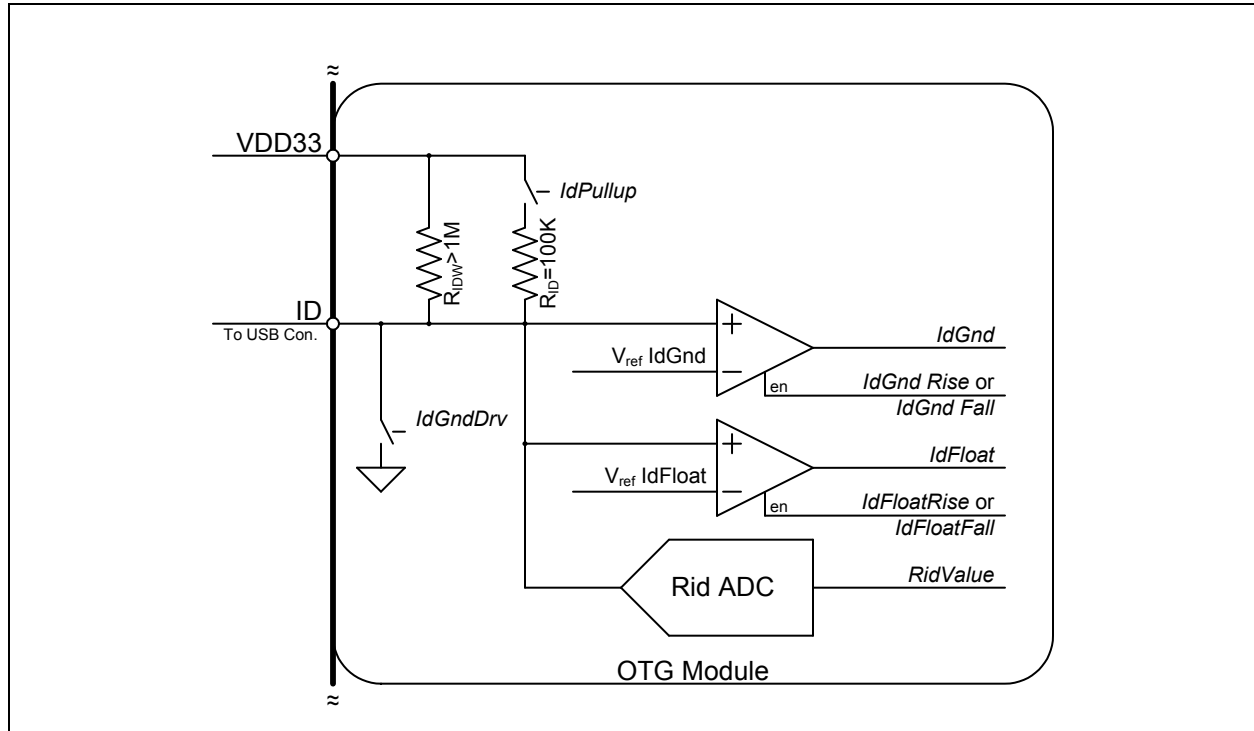 ≈
VDD33
IdPullup
R_IDW>1M
R_ID=100K
ID
To USB Con.
IdGndDrv
+
V_ref IdGnd
−
IdGnd
en
IdGnd Rise or
IdGnd Fall
+
V_ref IdFloat
−
IdFloat
en
IdFloatRise or
IdFloatFall
Rid ADC
RidValue
OTG Module
≈